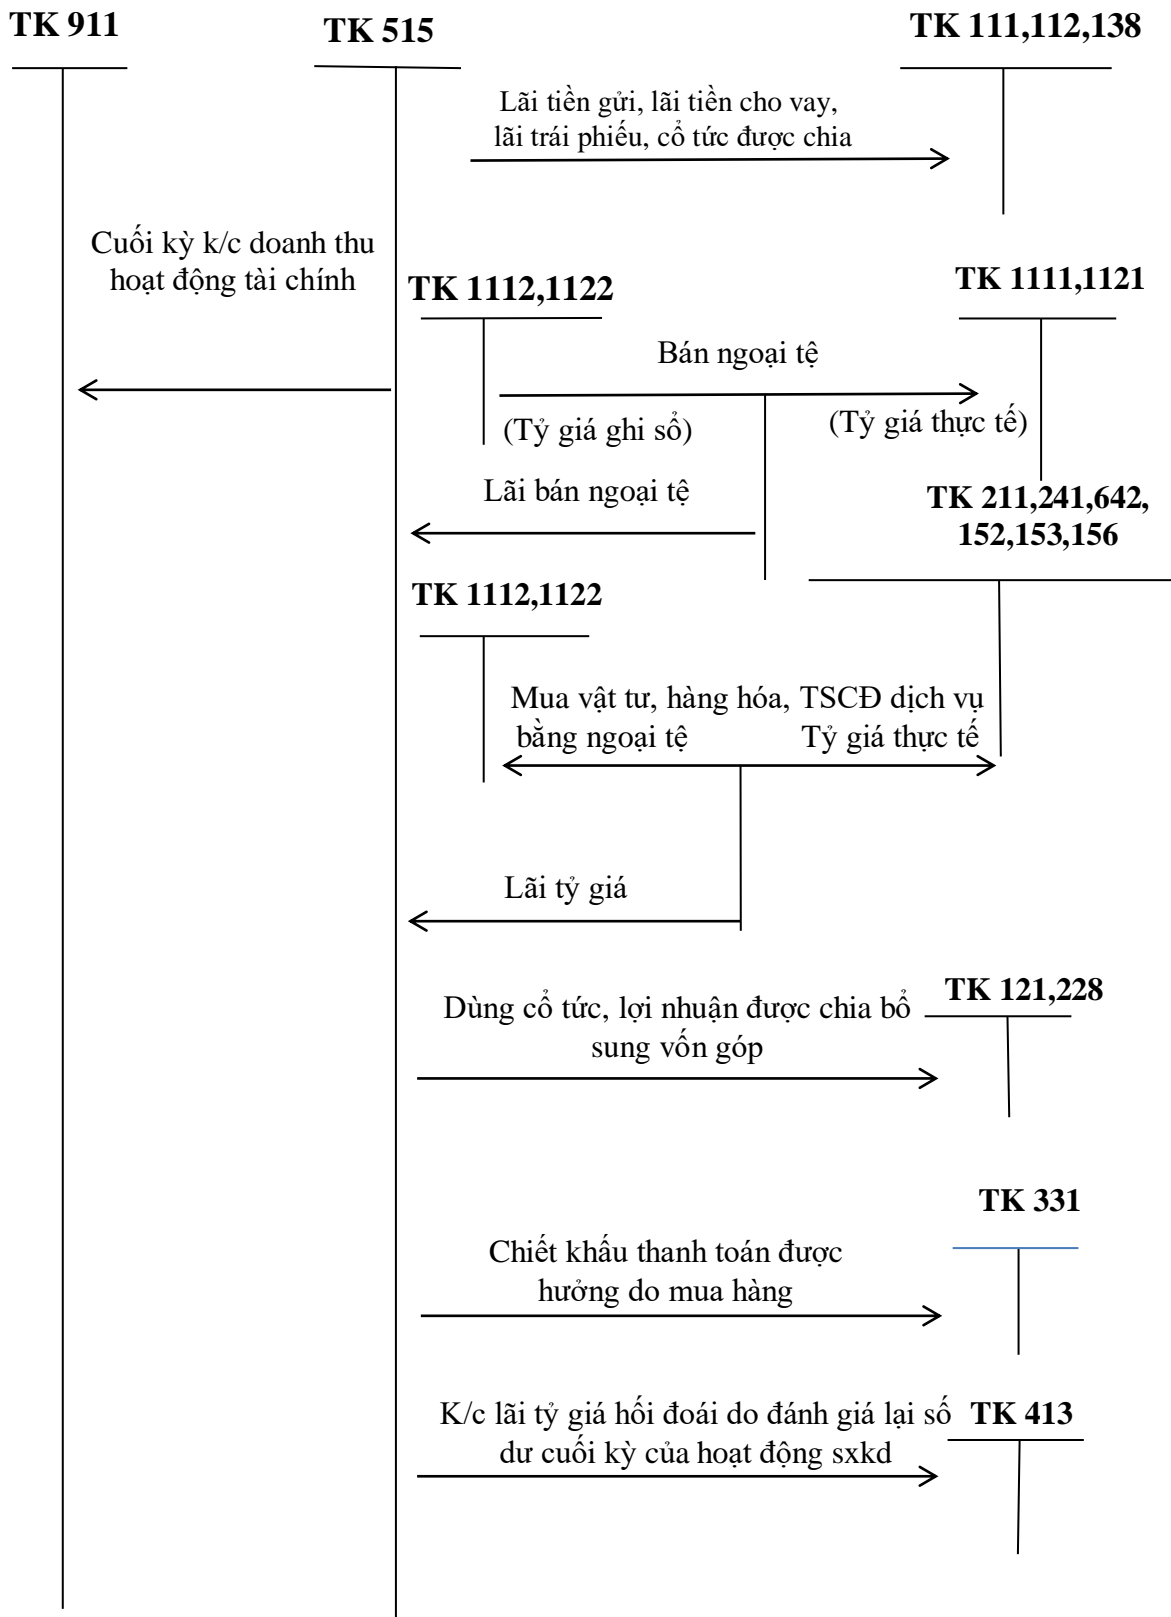 TK 911
TK 515
TK 111,112,138
Lãi tiền gửi, lãi tiền cho vay,
lãi trái phiếu, cổ tức được chia
Cuối kỳ k/c doanh thu
hoạt động tài chính
TK 1112,1122
TK 1111,1121
Bán ngoại tệ
(Tỷ giá ghi sổ)
(Tỷ giá thực tế)
Lãi bán ngoại tệ
TK 211,241,642,
152,153,156
TK 1112,1122
Mua vật tư, hàng hóa, TSCĐ dịch vụ
bằng ngoại tệ Tỷ giá thực tế
Lãi tỷ giá
TK 121,228
Dùng cổ tức, lợi nhuận được chia bổ
sung vốn góp
TK 331
Chiết khấu thanh toán được
hưởng do mua hàng
K/c lãi tỷ giá hối đoái do đánh giá lại số
dư cuối kỳ của hoạt động sxkd
TK 413